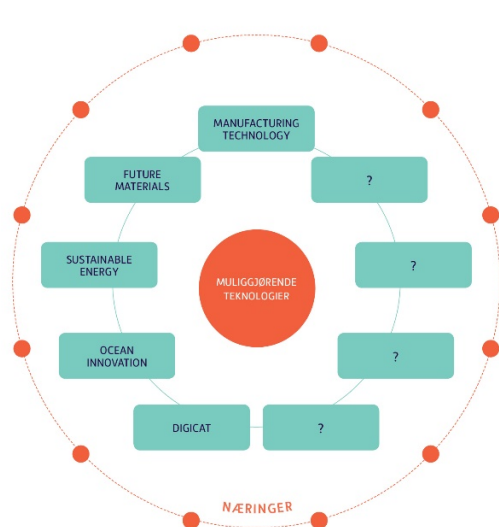 MANUFACTURING
TECHNOLOGY
FUTURE
MATERIALS
?
SUSTAINABLE
ENERGY
MULIGGJØRENDE
TEKNOLOGIER
?
OCEAN
INNOVATION
?
DIGICAT
?
NÆRINGER